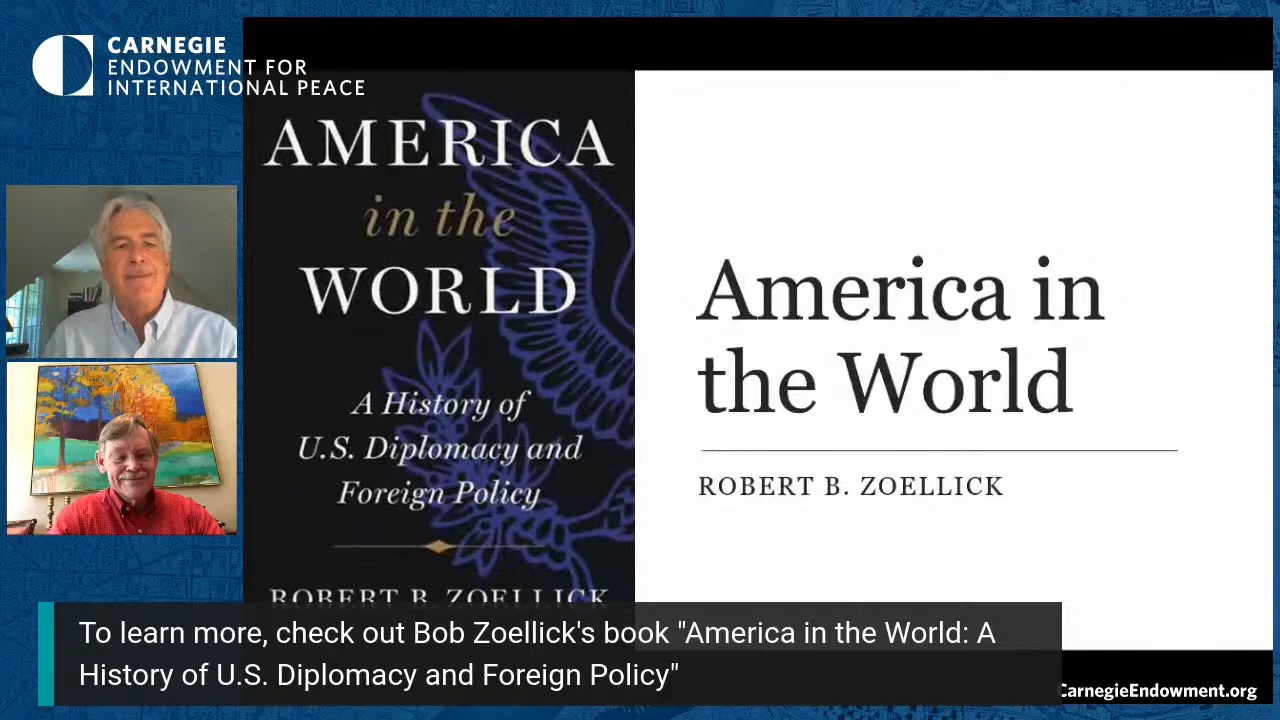 CARNEGIE
ENDOWMENT FOR
INTERNATIONAL PEACE
AMERICA
in the
WORLD
A History of
U.S. Diplomacy and
Foreign Policy
ROBERT B. ZOELLICK
America in
the World
ROBERT B. ZOELLICK
To learn more, check out Bob Zoellick's book "America in the World: A
History of U.S. Diplomacy and Foreign Policy"
CarnegieEndowment.org